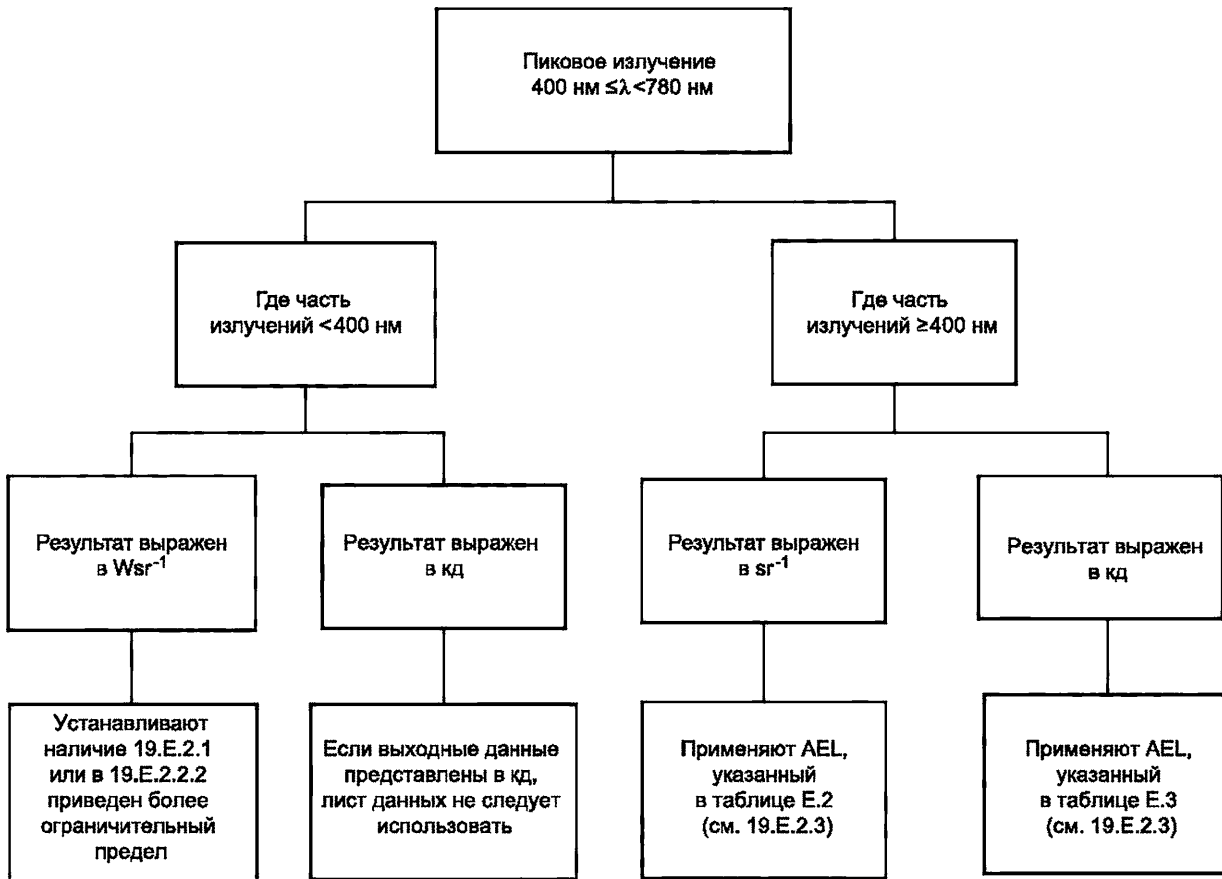 Пиковое излучение
400 нм ≤λ<780 нм
Где часть
излучений <400 нм
Где часть
излучений ≥400 нм
Результат выражен
в Wsr⁻¹
Результат выражен
в кд
Результат выражен
в sr⁻¹
Результат выражен
в кд
Устанавливают
наличие 19.Е.2.1
или в 19.Е.2.2.2
приведен более
ограничительный
предел
Если выходные данные
представлены в кд,
лист данных не следует
использовать
Применяют AEL,
указанный
в таблице Е.2
(см. 19.Е.2.3)
Применяют AEL,
указанный
в таблице Е.3
(см. 19.Е.2.3)